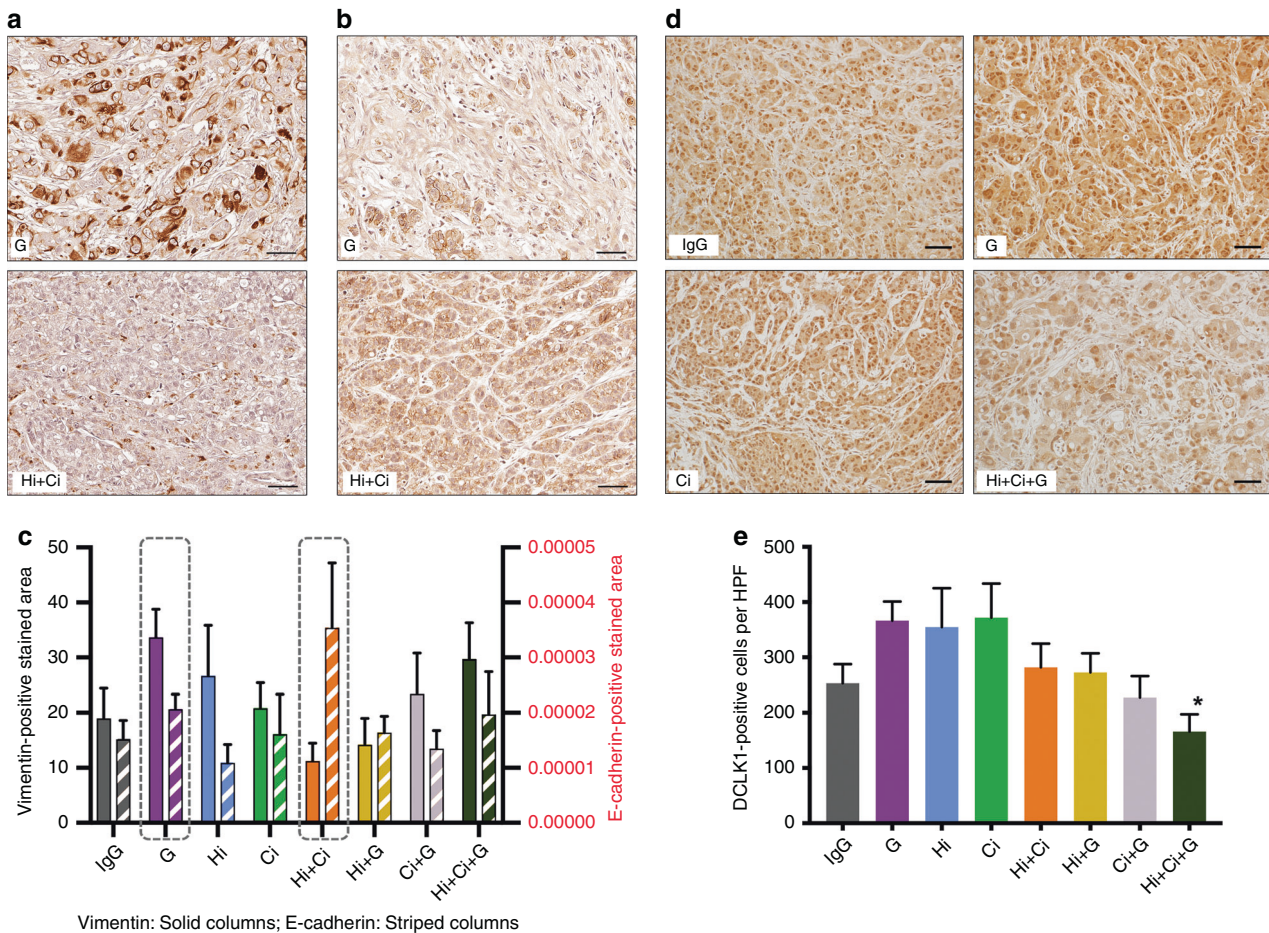 a
b
d
G
G
IgG
G
Hi+Ci
Hi+Ci
Ci
Hi+Ci+G
c
Vimentin-positive stained area
50
40
30
20
10
0
IgG
G
Hi
Ci
Hi+Ci
Hi+G
Ci+G
Hi+Ci+G
0.00005
0.00004
0.00003
0.00002
0.00001
0.00000
E-cadherin-positive stained area
Vimentin: Solid columns; E-cadherin: Striped columns
e
DCLK1-positive cells per HPF
500
400
300
200
100
0
*
IgG
G
Hi
Ci
Hi+Ci
Hi+G
Ci+G
Hi+Ci+G